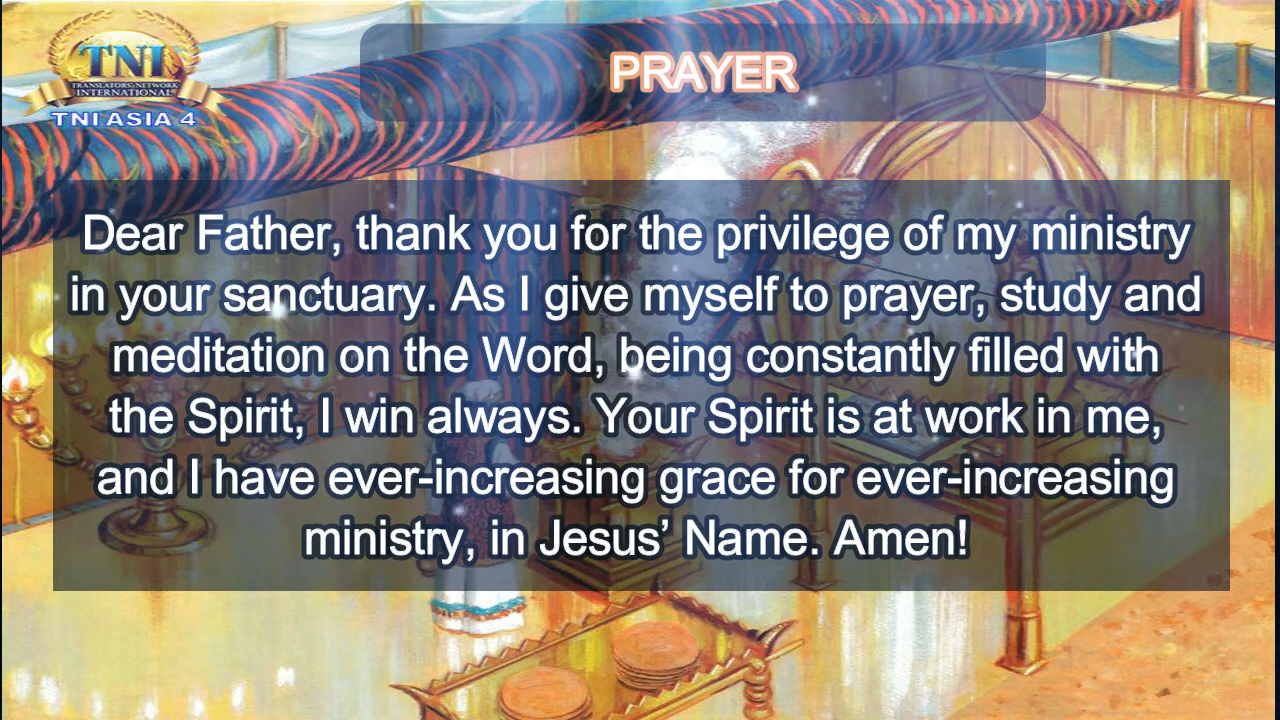 TNI
TRANSLATORS' NETWORK
INTERNATIONAL
TNI ASIA 4
PRAYER
Dear Father, thank you for the privilege of my ministry
in your sanctuary. As I give myself to prayer, study and
meditation on the Word, being constantly filled with
the Spirit, I win always. Your Spirit is at work in me,
and I have ever-increasing grace for ever-increasing
ministry, in Jesus’ Name. Amen!